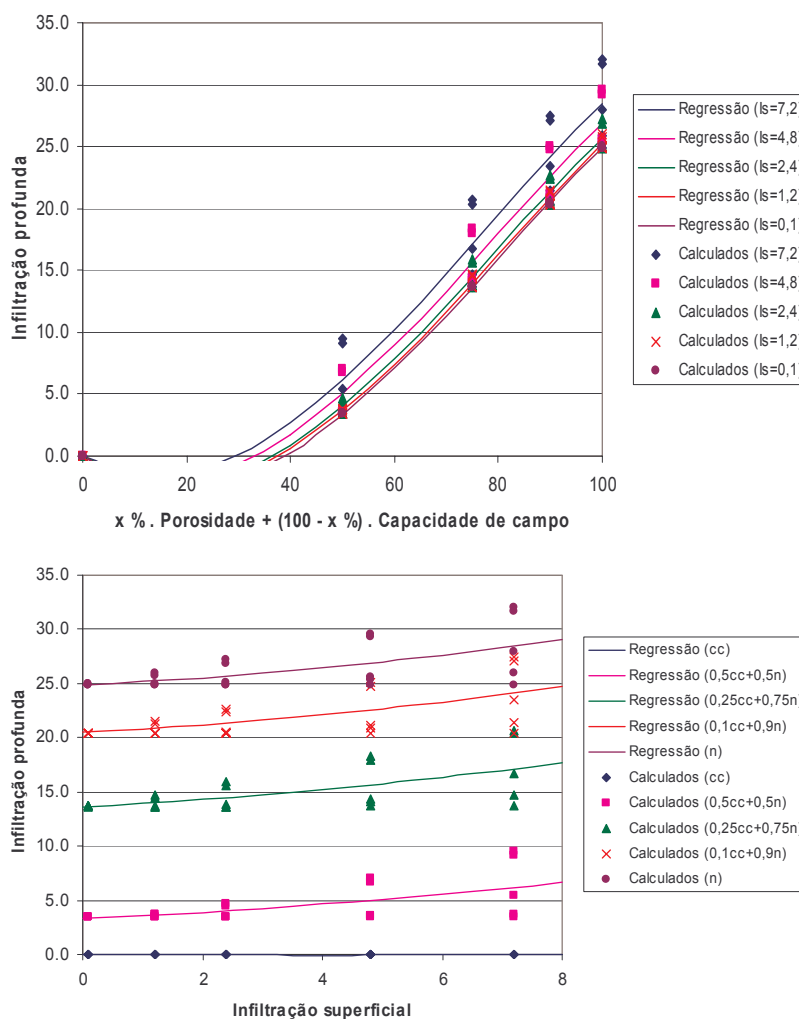 35.0
30.0
25.0
20.0
15.0
10.0
5.0
0.0
Infiltração profunda
0 20 40 60 80 100
x % . Porosidade + (100 - x %) . Capacidade de campo
Regressão (Is=7,2)
Regressão (Is=4,8)
Regressão (Is=2,4)
Regressão (Is=1,2)
Regressão (Is=0,1)
Calculados (Is=7,2)
Calculados (Is=4,8)
Calculados (Is=2,4)
Calculados (Is=1,2)
Calculados (Is=0,1)
35.0
30.0
25.0
20.0
15.0
10.0
5.0
0.0
Infiltração profunda
0 2 4 6 8
Infiltração superficial
Regressão (cc)
Regressão (0,5cc+0,5n)
Regressão (0,25cc+0,75n)
Regressão (0,1cc+0,9n)
Regressão (n)
Calculados (cc)
Calculados (0,5cc+0,5n)
Calculados (0,25cc+0,75n)
Calculados (0,1cc+0,9n)
Calculados (n)